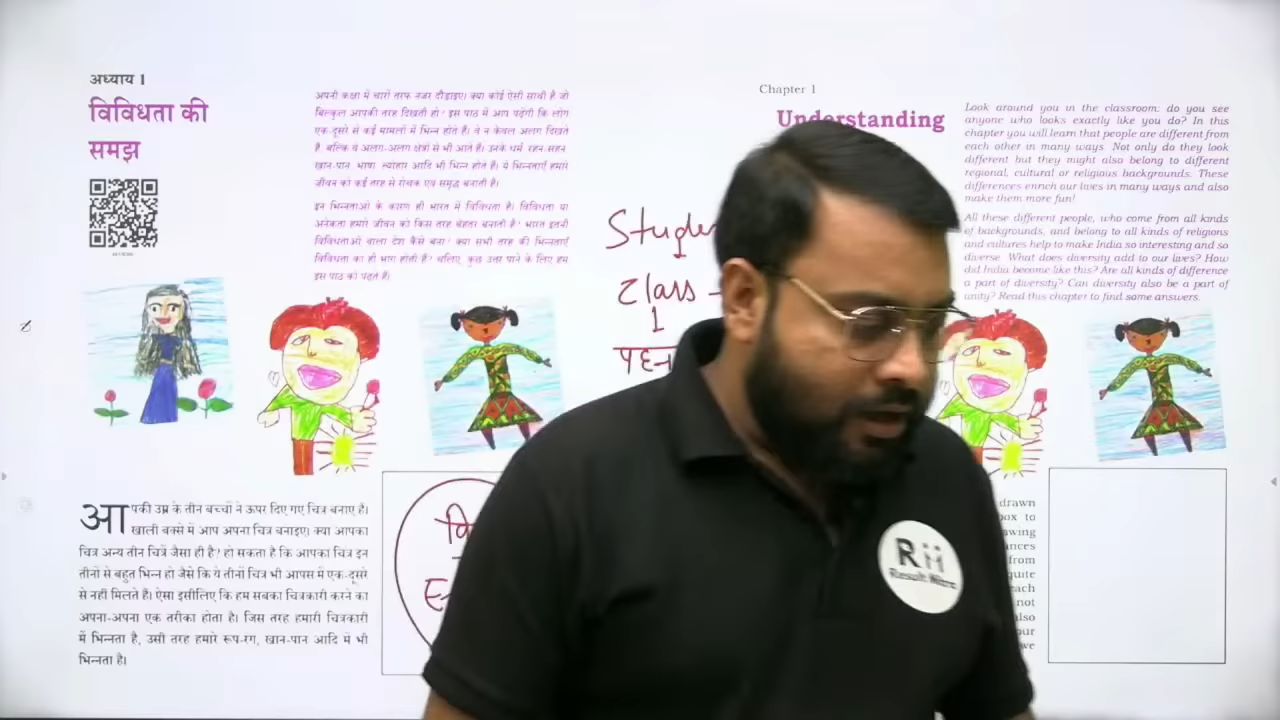 अध्याय 1
विविधता की
समझ
अपनी कक्षा में चारों तरफ नज़र दौड़ाइए। क्या कोई ऐसी साथी है जो
बिल्कुल आपकी तरह दिखती हो? इस पाठ में आप पढ़ेंगी कि लोग
एक-दूसरे से कई मामलों में भिन्न होते हैं। वे न केवल अलग दिखते
हैं बल्कि वे अलग-अलग क्षेत्रों से भी आते हैं। उनके धर्म, रहन-सहन,
खान-पान, भाषा, त्योहार आदि भी भिन्न होते हैं। ये भिन्नताएँ हमारे
जीवन को कई तरह से रोचक एवं समृद्ध बनाती हैं।
इन भिन्नताओं के कारण ही भारत में विविधता है। विविधता या
अनेकता हमारे जीवन को किस तरह बेहतर बनाती है? भारत इतनी
विविधताओं वाला देश कैसे बना? क्या सभी तरह की भिन्नताएँ
विविधता का ही भाग होती हैं? चलिए, कुछ उत्तर पाने के लिए हम
इस पाठ को पढ़ते हैं।
आपकी उम्र के तीन बच्चों ने ऊपर दिए गए चित्र बनाए हैं।
खाली बक्से में आप अपना चित्र बनाइए। क्या आपका
चित्र अन्य तीन चित्रों जैसा ही है? हो सकता है कि आपका चित्र इन
तीनों से बहुत भिन्न हो जैसे कि ये तीनों चित्र भी आपस में एक-दूसरे
से नहीं मिलते हैं। ऐसा इसीलिए कि हम सबका चित्रकारी करने का
अपना-अपना एक तरीका होता है। जिस तरह हमारी चित्रकारी
में भिन्नता है, उसी तरह हमारे रूप-रंग, खान-पान आदि में भी
भिन्नता है।
Class -
1
Chapter 1
Understanding
Look around you in the classroom: do you see
anyone who looks exactly like you do? In this
chapter you will learn that people are different from
each other in many ways. Not only do they look
different but they might also belong to different
regional, cultural or religious backgrounds. These
differences enrich our lives in many ways and also
make them more fun!
All these different people, who come from all kinds
of backgrounds, and belong to all kinds of religions
and cultures help to make India so interesting and so
diverse. What does diversity add to our lives? How
did India become like this? Are all kinds of difference
a part of diversity? Can diversity also be a part of
unity? Read this chapter to find some answers.
drawn
box to
from
quite
each
not
also
our
we
Result Mitra